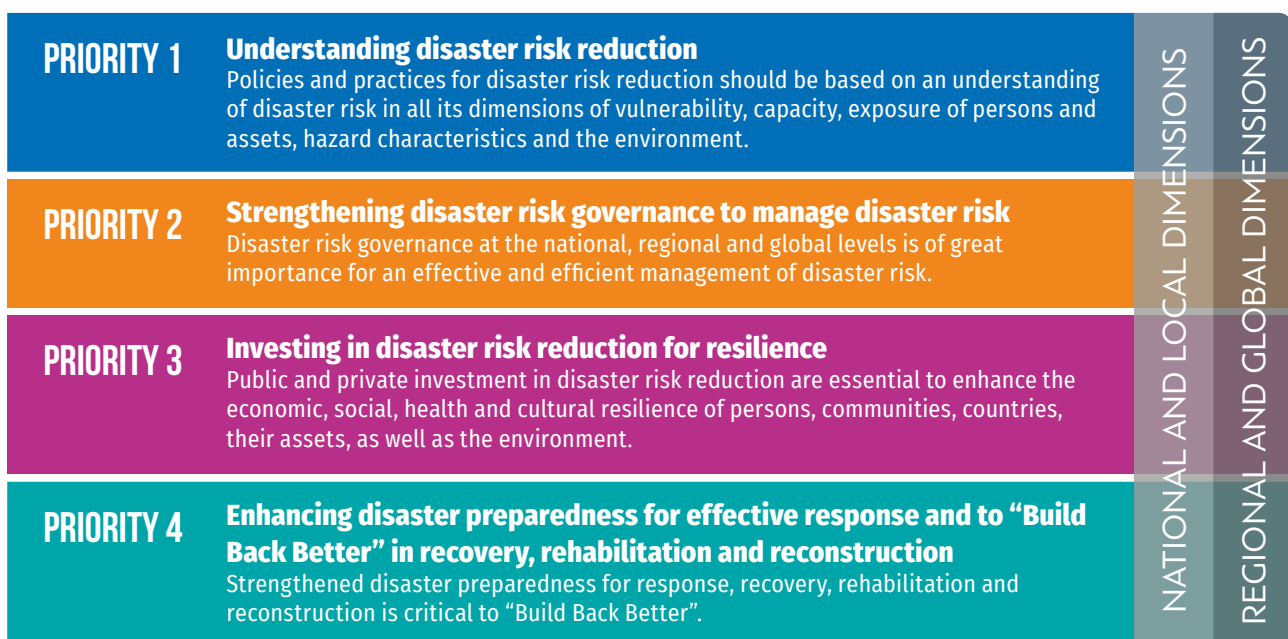 PRIORITY 1
Understanding disaster risk reduction
Policies and practices for disaster risk reduction should be based on an understanding
of disaster risk in all its dimensions of vulnerability, capacity, exposure of persons and
assets, hazard characteristics and the environment.
PRIORITY 2
Strengthening disaster risk governance to manage disaster risk
Disaster risk governance at the national, regional and global levels is of great
importance for an effective and efficient management of disaster risk.
PRIORITY 3
Investing in disaster risk reduction for resilience
Public and private investment in disaster risk reduction are essential to enhance the
economic, social, health and cultural resilience of persons, communities, countries,
their assets, as well as the environment.
PRIORITY 4
Enhancing disaster preparedness for effective response and to “Build
Back Better” in recovery, rehabilitation and reconstruction
Strengthened disaster preparedness for response, recovery, rehabilitation and
reconstruction is critical to “Build Back Better”.
NATIONAL AND LOCAL DIMENSIONS
REGIONAL AND GLOBAL DIMENSIONS